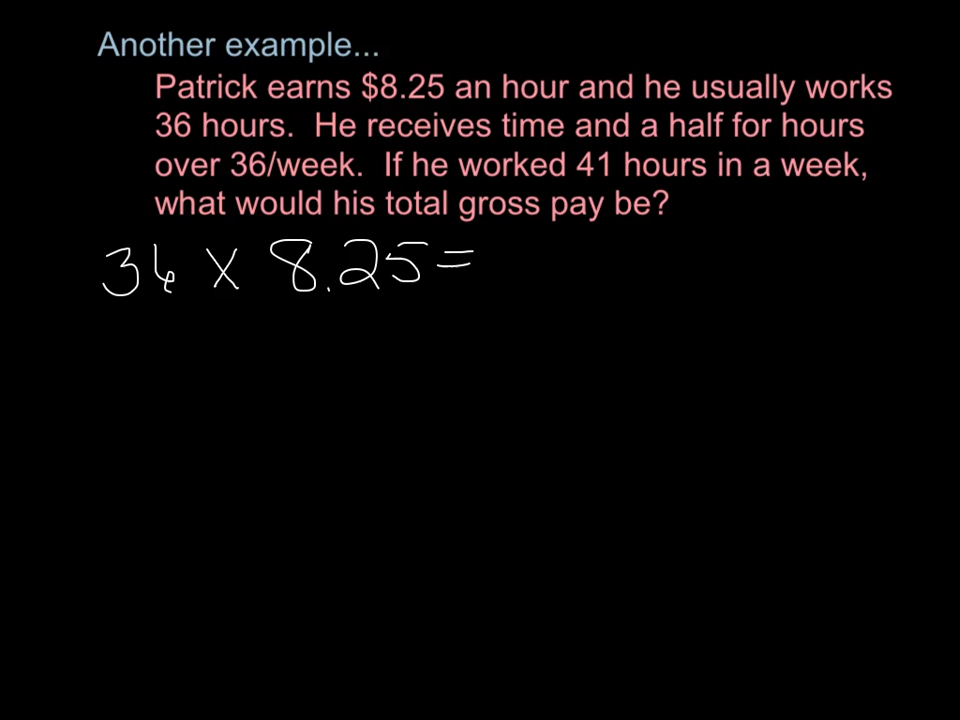 Another example...
Patrick earns $8.25 an hour and he usually works
36 hours.  He receives time and a half for hours
over 36/week.  If he worked 41 hours in a week,
what would his total gross pay be?
36 x 8.25=